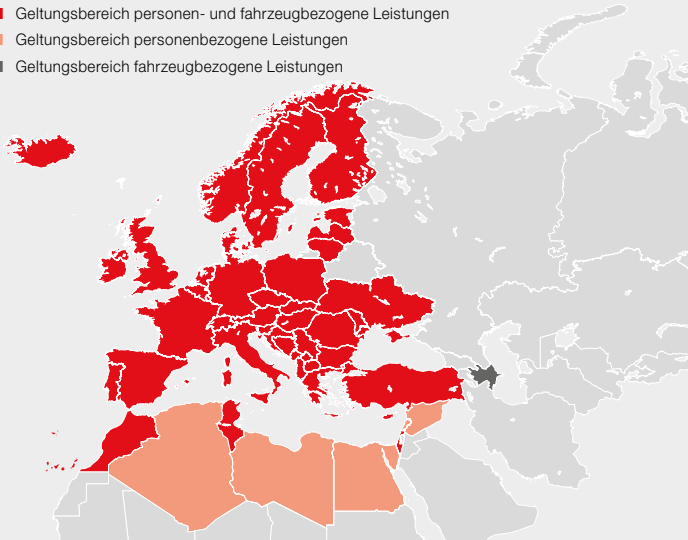 Geltungsbereich personen- und fahrzeugbezogene Leistungen
Geltungsbereich personenbezogene Leistungen
Geltungsbereich fahrzeugbezogene Leistungen